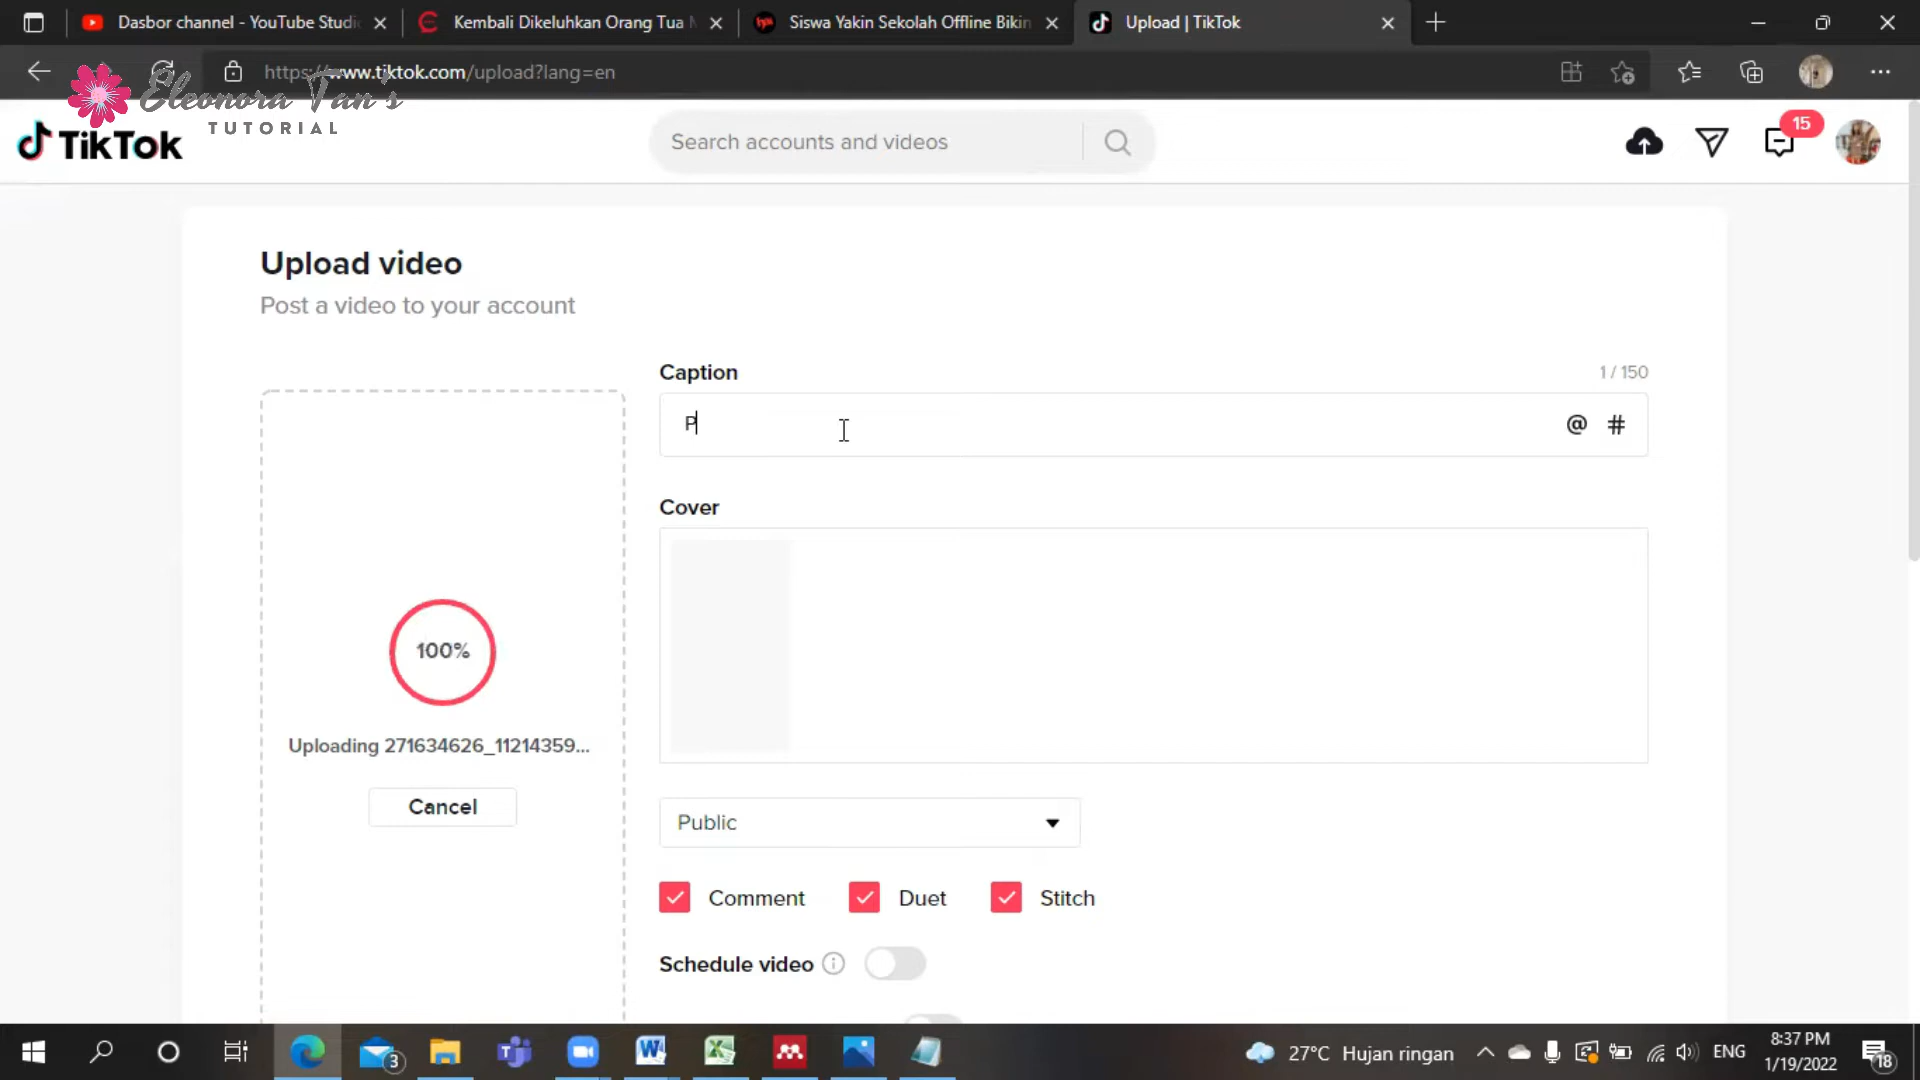 Dasbor channel - YouTube Studi
Kembali Dikeluhkan Orang Tua M
Siswa Yakin Sekolah Offline Bikin
Upload | TikTok
https://www.tiktok.com/upload?lang=en
Eleonora Tan's
TUTORIAL
TikTok
Search accounts and videos
15
Upload video
Post a video to your account
Caption
1 / 150
P
@ #
Cover
100%
Uploading 271634626_11214359...
Cancel
Public
Comment
Duet
Stitch
Schedule video
3
27°C Hujan ringan
ENG
8:37 PM
1/19/2022
18